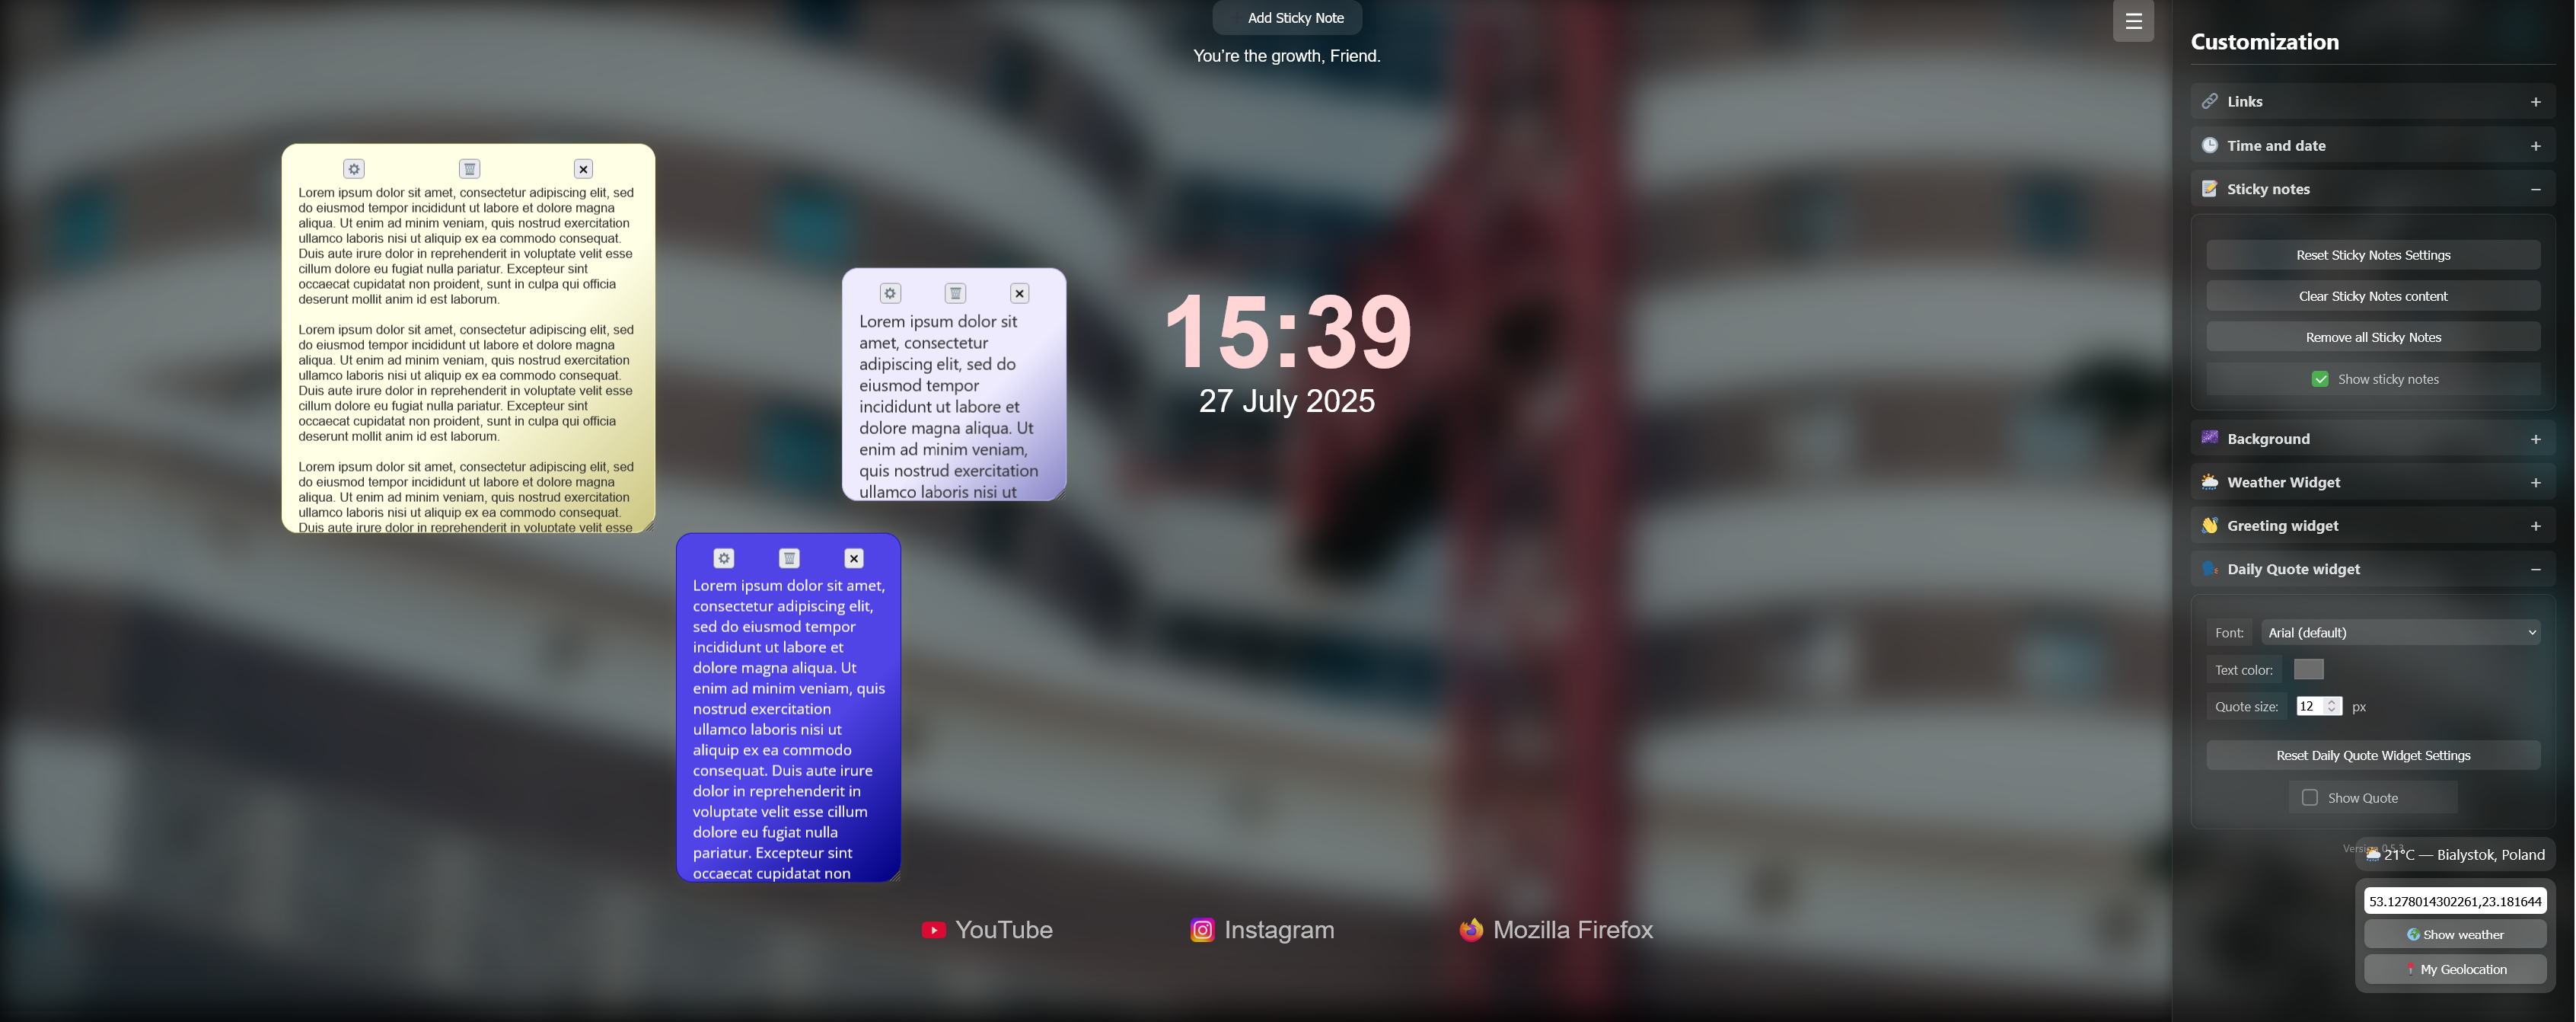 Add Sticky Note
You’re the growth, Friend.
Lorem ipsum dolor sit amet, consectetur adipiscing elit, sed
do eiusmod tempor incididunt ut labore et dolore magna
aliqua. Ut enim ad minim veniam, quis nostrud exercitation
ullamco laboris nisi ut aliquip ex ea commodo consequat.
Duis aute irure dolor in reprehenderit in voluptate velit esse
cillum dolore eu fugiat nulla pariatur. Excepteur sint
occaecat cupidatat non proident, sunt in culpa qui officia
deserunt mollit anim id est laborum.
Lorem ipsum dolor sit amet, consectetur adipiscing elit, sed
do eiusmod tempor incididunt ut labore et dolore magna
aliqua. Ut enim ad minim veniam, quis nostrud exercitation
ullamco laboris nisi ut aliquip ex ea commodo consequat.
Duis aute irure dolor in reprehenderit in voluptate velit esse
cillum dolore eu fugiat nulla pariatur. Excepteur sint
occaecat cupidatat non proident, sunt in culpa qui officia
deserunt mollit anim id est laborum.
Lorem ipsum dolor sit amet, consectetur adipiscing elit, sed
do eiusmod tempor incididunt ut labore et dolore magna
aliqua. Ut enim ad minim veniam, quis nostrud exercitation
ullamco laboris nisi ut aliquip ex ea commodo consequat.
Duis aute irure dolor in reprehenderit in voluptate velit esse
Lorem ipsum dolor sit
amet, consectetur
adipiscing elit, sed do
eiusmod tempor
incididunt ut labore et
dolore magna aliqua. Ut
enim ad minim veniam,
quis nostrud exercitation
ullamco laboris nisi ut
Lorem ipsum dolor sit amet,
consectetur adipiscing elit,
sed do eiusmod tempor
incididunt ut labore et
dolore magna aliqua. Ut
enim ad minim veniam, quis
nostrud exercitation
ullamco laboris nisi ut
aliquip ex ea commodo
consequat. Duis aute irure
dolor in reprehenderit in
voluptate velit esse cillum
dolore eu fugiat nulla
pariatur. Excepteur sint
occaecat cupidatat non
15:39
27 July 2025
YouTube
Instagram
Mozilla Firefox
Customization
Links
Time and date
Sticky notes
Reset Sticky Notes Settings
Clear Sticky Notes content
Remove all Sticky Notes
Show sticky notes
Background
Weather Widget
Greeting widget
Daily Quote widget
Font: Arial (default)
Text color:
Quote size: 12 px
Reset Daily Quote Widget Settings
Show Quote
Version 0.5.3
21°C — Bialystok, Poland
53.1278014302261,23.181644
Show weather
My Geolocation